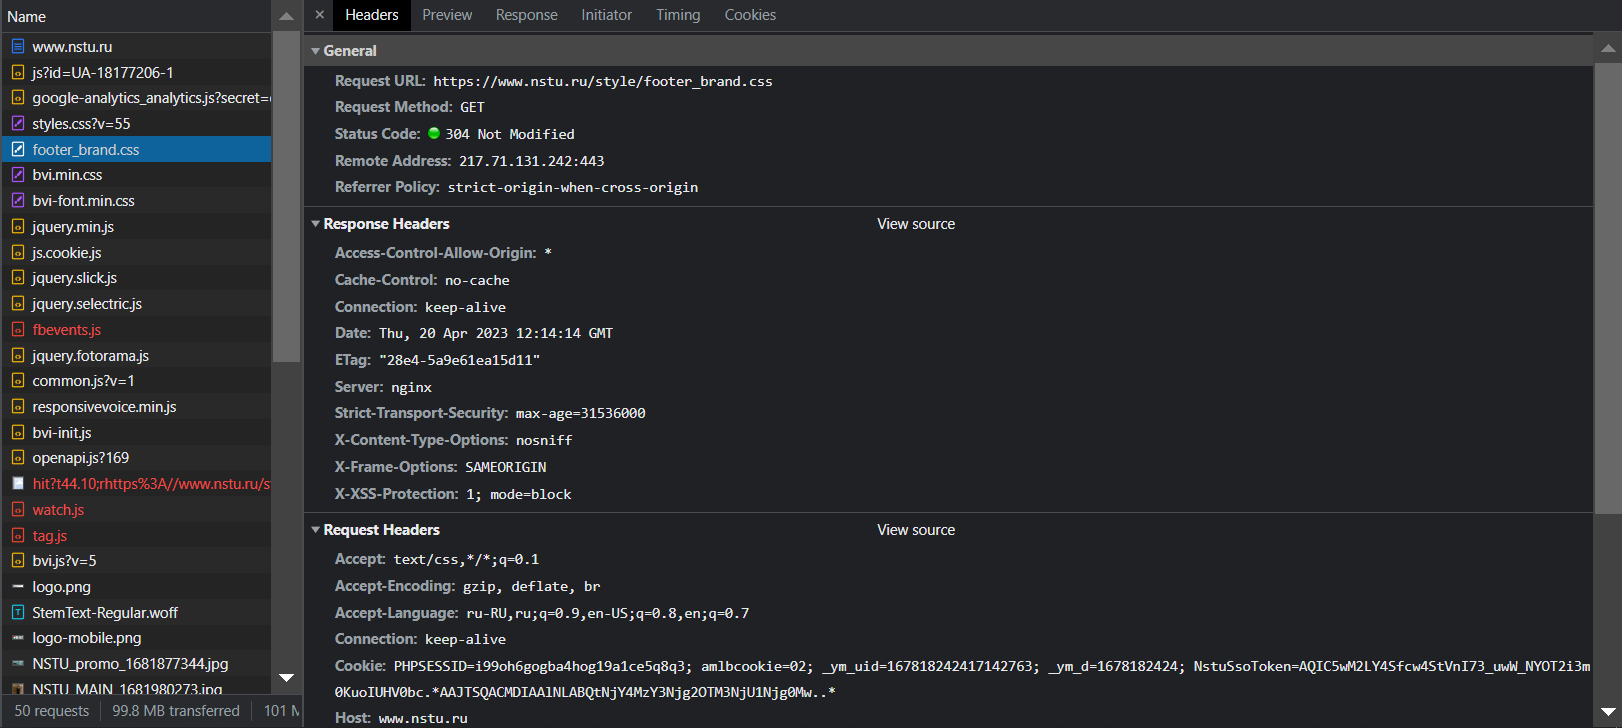 Name
www.nstu.ru
js?id=UA-18177206-1
google-analytics_analytics.js?secret=
styles.css?v=55
footer_brand.css
bvi.min.css
bvi-font.min.css
jquery.min.js
js.cookie.js
jquery.slick.js
jquery.selectric.js
fbevents.js
jquery.fotorama.js
common.js?v=1
responsivevoice.min.js
bvi-init.js
openapi.js?169
hit?t44.10;rhttps%3A//www.nstu.ru/s
watch.js
tag.js
bvi.js?v=5
logo.png
StemText-Regular.woff
logo-mobile.png
NSTU_promo_1681877344.jpg
NSTU_MAIN_1681980273.jpg
50 requests 99.8 MB transferred 101 M
× Headers Preview Response Initiator Timing Cookies
General
Request URL: https://www.nstu.ru/style/footer_brand.css
Request Method: GET
Status Code: 304 Not Modified
Remote Address: 217.71.131.242:443
Referrer Policy: strict-origin-when-cross-origin
Response Headers View source
Access-Control-Allow-Origin: *
Cache-Control: no-cache
Connection: keep-alive
Date: Thu, 20 Apr 2023 12:14:14 GMT
ETag: "28e4-5a9e61ea15d11"
Server: nginx
Strict-Transport-Security: max-age=31536000
X-Content-Type-Options: nosniff
X-Frame-Options: SAMEORIGIN
X-XSS-Protection: 1; mode=block
Request Headers View source
Accept: text/css,*/*;q=0.1
Accept-Encoding: gzip, deflate, br
Accept-Language: ru-RU,ru;q=0.9,en-US;q=0.8,en;q=0.7
Connection: keep-alive
Cookie: PHPSESSID=i99oh6gogba4hog19a1ce5q8q3; amlbcookie=02; _ym_uid=167818242417142763; _ym_d=1678182424; NstuSsoToken=AQIC5wM2LY4Sfcw4StVnI73_uwW_NYOT2i3m
0KuoIUHV0bc.*AAJTSQACMDIAAlNLABQtNjY4MzY3Njg2OTM3NjU1Njg0Mw..*
Host: www.nstu.ru